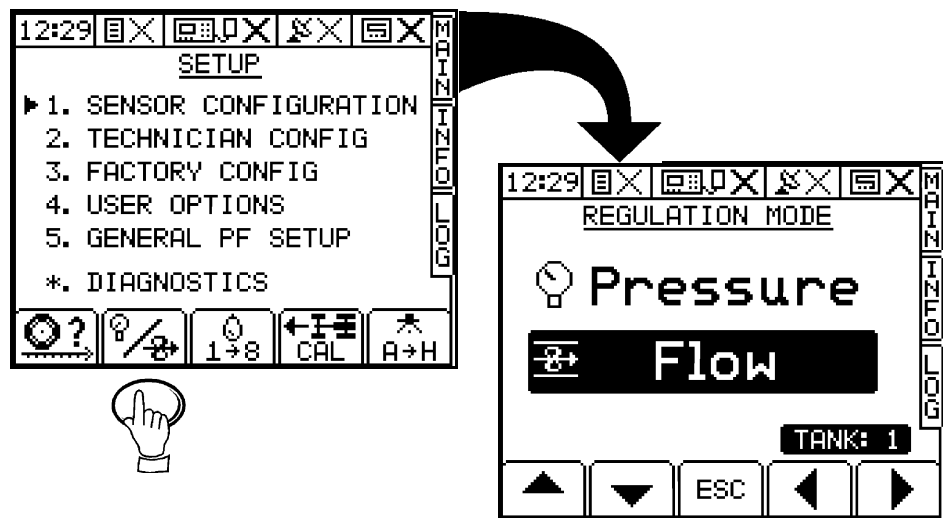 12:29
SETUP
1. SENSOR CONFIGURATION
2. TECHNICIAN CONFIG
3. FACTORY CONFIG
4. USER OPTIONS
5. GENERAL PF SETUP
*. DIAGNOSTICS
?
1→8
CAL
A→H
MAIN
INFO
LOG
12:29
REGULATION MODE
Pressure
Flow
TANK: 1
ESC
MAIN
INFO
LOG